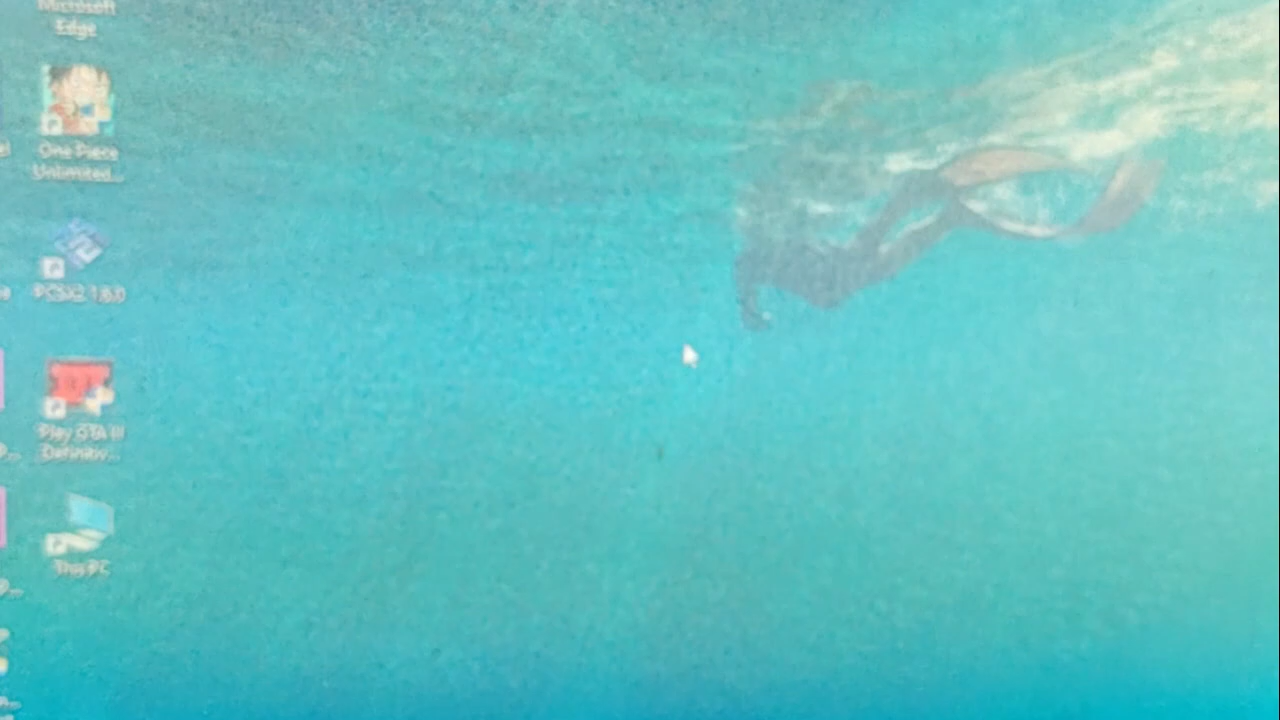 Microsoft
Edge
One Piece
Unlimited...
PCSX2 1.6.0
Play GTA III
Definitiv...
This PC